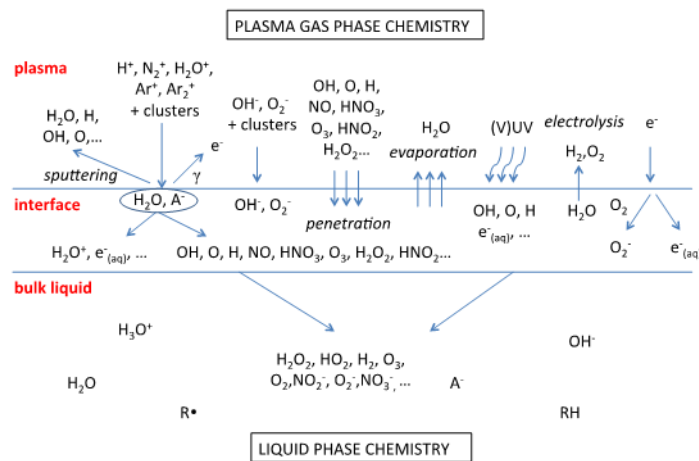 PLASMA GAS PHASE CHEMISTRY
plasma
H⁺, N₂⁺, H₂O⁺,
Ar⁺, Ar₂⁺
+ clusters
H₂O, H,
OH, O,...
sputtering
e⁻
γ
OH⁻, O₂⁻
+ clusters
OH, O, H,
NO, HNO₃,
O₃, HNO₂,
H₂O₂...
H₂O
evaporation
(V)UV
electrolysis
H₂,O₂
e⁻
interface
H₂O, A⁻
OH⁻, O₂⁻
penetration
OH, O, H
e⁻(aq), ...
H₂O
O₂
O₂⁻
e⁻(aq)
H₂O⁺, e⁻(aq), ...
OH, O, H, NO, HNO₃, O₃, H₂O₂, HNO₂...
bulk liquid
H₃O⁺
OH⁻
H₂O₂, HO₂, H₂, O₃,
O₂,NO₂⁻, O₂⁻,NO₃⁻, ...
H₂O
A⁻
R•
RH
LIQUID PHASE CHEMISTRY